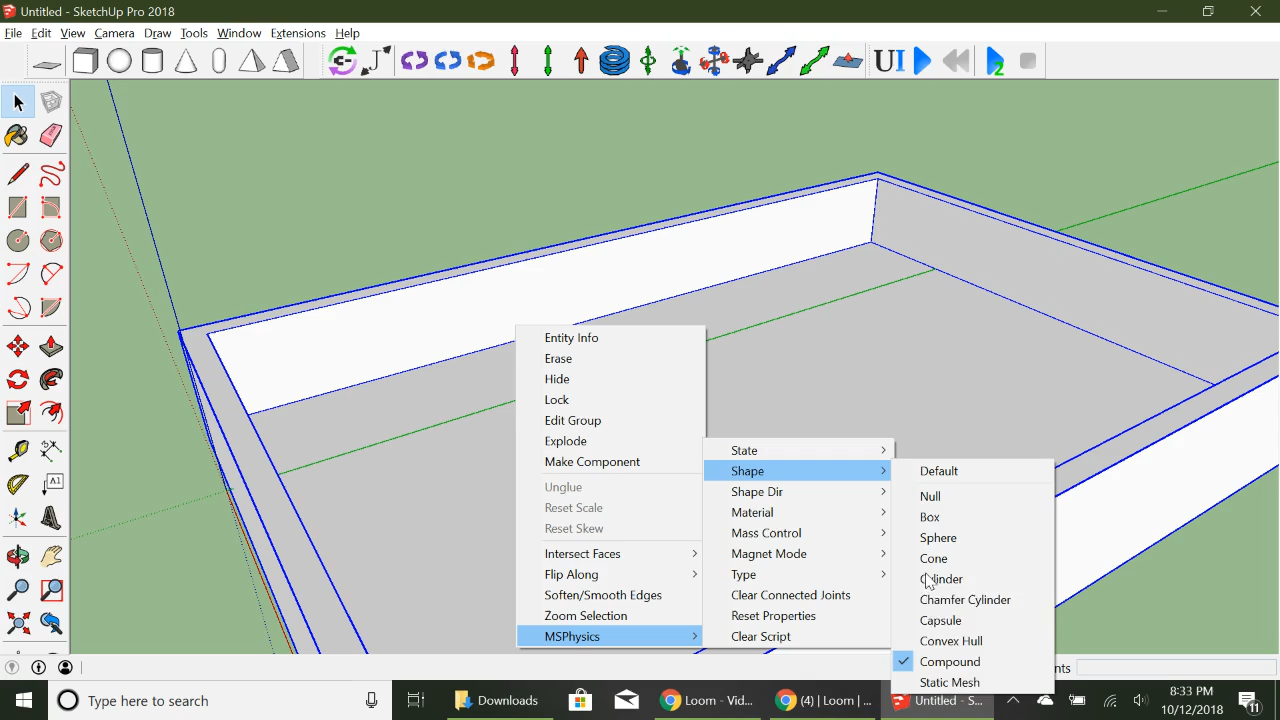 Untitled - SketchUp Pro 2018
File Edit View Camera Draw Tools Window Extensions Help
UI
2
A1
Entity Info
Erase
Hide
Lock
Edit Group
Explode
Make Component
Unglue
Reset Scale
Reset Skew
Intersect Faces
Flip Along
Soften/Smooth Edges
Zoom Selection
MSPhysics
State
Shape
Shape Dir
Material
Mass Control
Magnet Mode
Type
Clear Connected Joints
Reset Properties
Clear Script
Default
Null
Box
Sphere
Cone
Cylinder
Chamfer Cylinder
Capsule
Convex Hull
Compound
Static Mesh
nts
Type here to search
Downloads
Loom - Vid...
(4) | Loom | ...
Untitled - S...
8:33 PM
10/12/2018
11